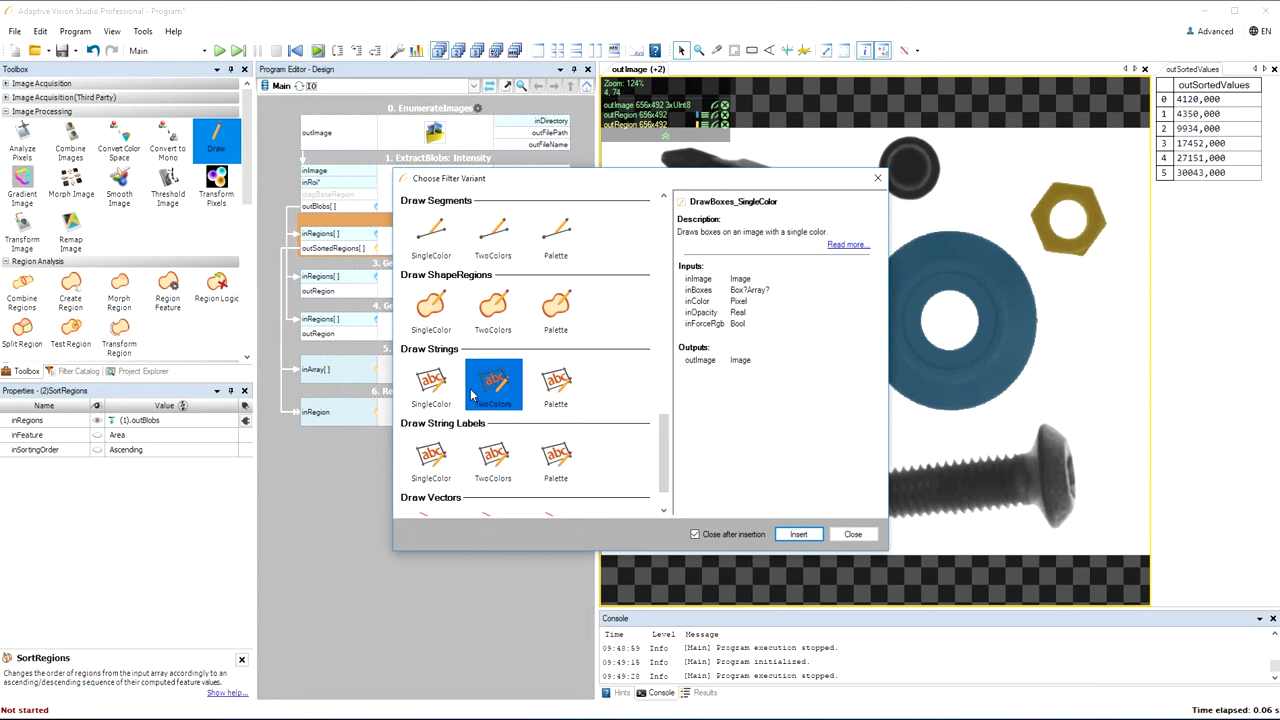 Adaptive Vision Studio Professional - Program*
File Edit Program View Tools Help
Advanced EN
Main
Toolbox
Image Acquisition
Image Acquisition (Third Party)
Image Processing
Analyze Pixels
Combine Images
Convert Color Space
Convert to Mono
Draw
Gradient Image
Morph Image
Smooth Image
Threshold Image
Transform Pixels
Transform Image
Remap Image
Region Analysis
Combine Regions
Create Region
Morph Region
Region Feature
Region Logic
Split Region
Test Region
Transform Region
Toolbox Filter Catalog Project Explorer
Properties - (2)SortRegions
Name Value
inRegions (1).outBlobs
inFeature Area
inSortingOrder Ascending
SortRegions
Changes the order of regions from the input array accordingly to an
ascending/descending sequence of their computed feature values.
Show help...
Not started
Program Editor - Design
Main
0. EnumerateImages
inDirectory
outImage outFilePath
outFileName
1. ExtractBlobs: Intensity
inImage
inRoi*
diagBaseRegion
outBlobs[ ]
inRegions[ ]
outSortedRegions[ ]
inRegions[ ]
outRegion
inRegions[ ]
outRegion
inArray[ ]
inRegion
Choose Filter Variant
Draw Segments
SingleColor TwoColors Palette
Draw ShapeRegions
SingleColor TwoColors Palette
Draw Strings
SingleColor TwoColors Palette
Draw String Labels
SingleColor TwoColors Palette
Draw Vectors
DrawBoxes_SingleColor
Description:
Draws boxes on an image with a single color.
Read more...
Inputs:
inImage Image
inBoxes Box?Array?
inColor Pixel
inOpacity Real
inForceRgb Bool
Outputs:
outImage Image
Close after insertion Insert Close
outImage (+2)
Zoom: 124%
4, 74
outImage 656x492 3xUInt8
outRegion 656x492
outRegion 656x492
outSortedValues
outSortedValues
0 4120,000
1 4350,000
2 9934,000
3 17452,000
4 27151,000
5 30043,000
Console
Time Level Message
09:48:59 Info [Main] Program execution stopped.
09:49:15 Info [Main] Program initialized.
09:49:28 Info [Main] Program execution stopped.
Hints Console Results
Time elapsed: 0.06 s